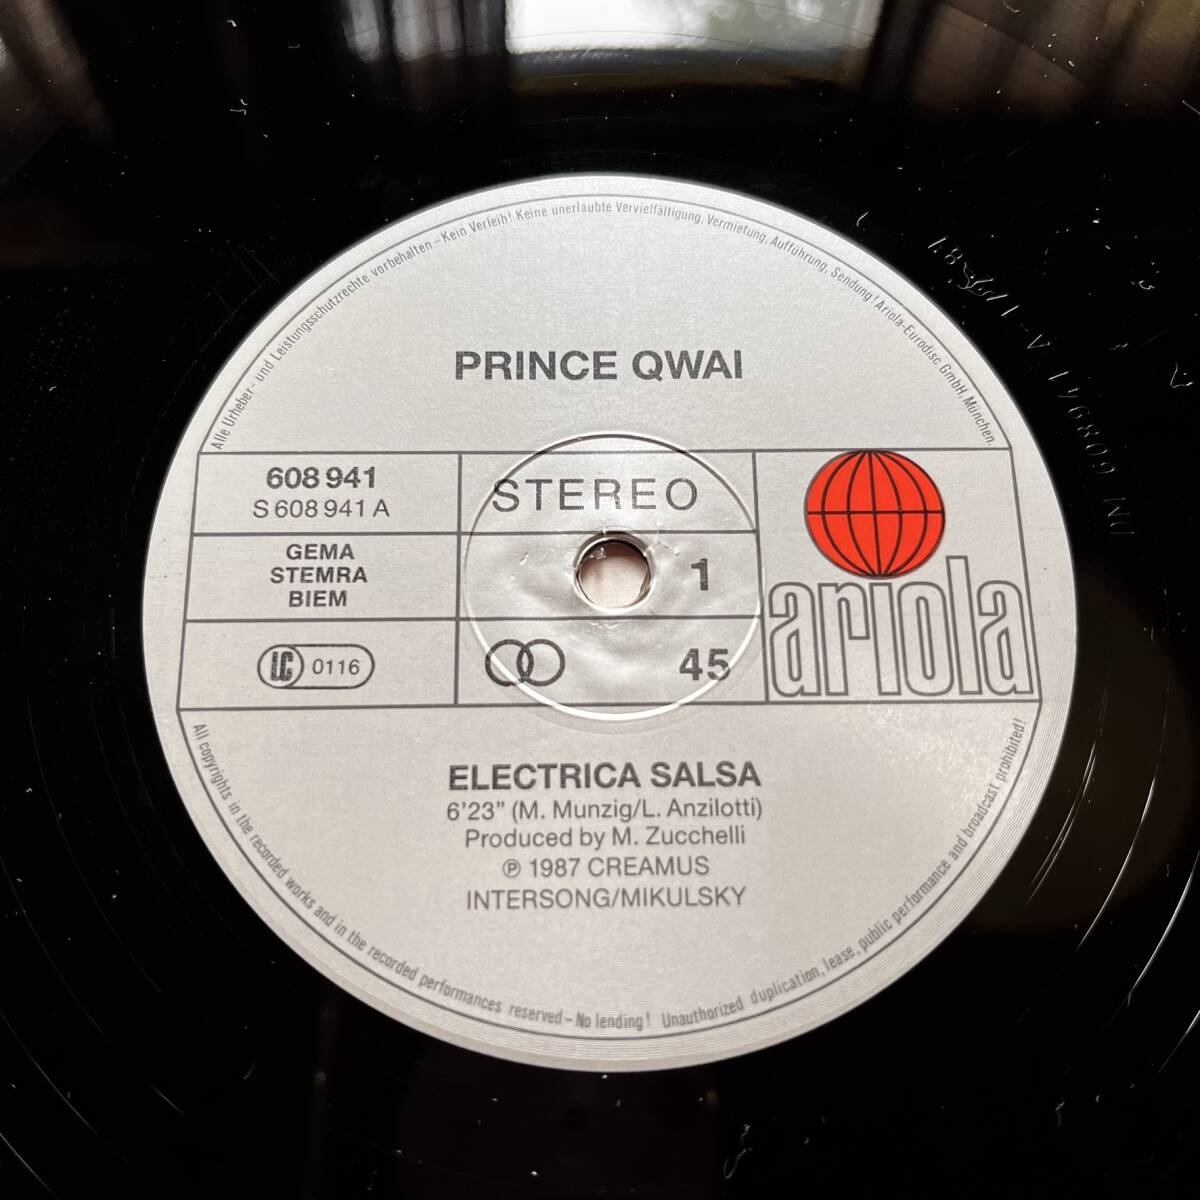 Alle Urheber- und Leistungsschutzrechte vorbehalten – Kein Verleih! Keine unerlaubte Vervielfältigung, Vermietung, Aufführung, Sendung! Ariola-Eurodisc GmbH, München.
PRINCE QWAI
608 941
S 608 941 A
STEREO
GEMA
STEMRA
BIEM
1
LC 0116
45
ariola
ELECTRICA SALSA
6'23" (M. Munzig/L. Anzilotti)
Produced by M. Zucchelli
℗ 1987 CREAMUS
INTERSONG/MIKULSKY
All copyrights in the recorded works and in the recorded performances reserved – No lending! Unauthorized duplication, lease, public performance and broadcast prohibited!